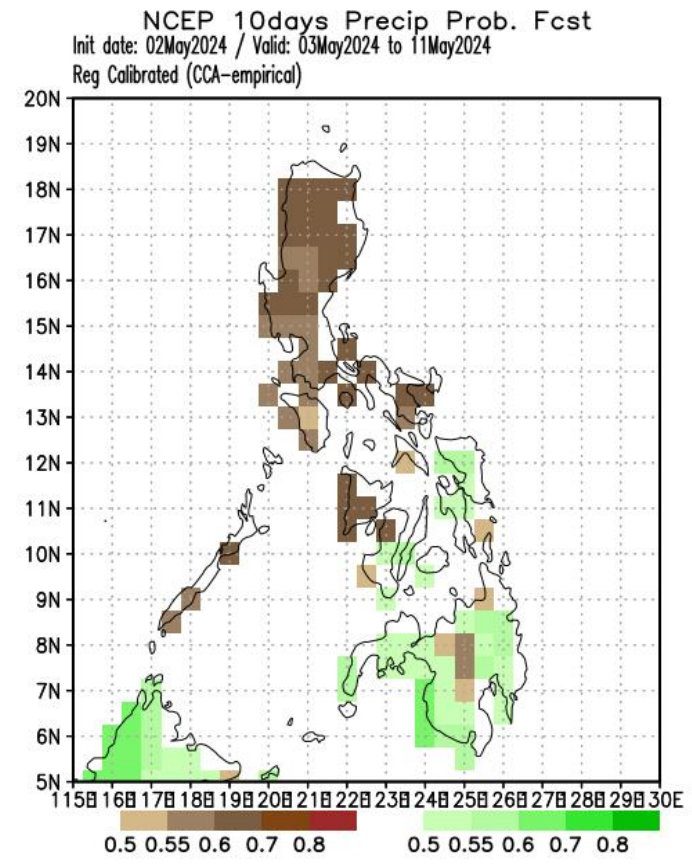 NCEP 10days Precip Prob. Fcst
Init date: 02May2024 / Valid: 03May2024 to 11May2024
Reg Calibrated (CCA-empirical)
20N
19N
18N
17N
16N
15N
14N
13N
12N
11N
10N
9N
8N
7N
6N
5N
115E 116E 117E 118E 119E 120E 121E 122E 123E 124E 125E 126E 127E 128E 129E 130E
0.5 0.55 0.6 0.7 0.8 0.5 0.55 0.6 0.7 0.8